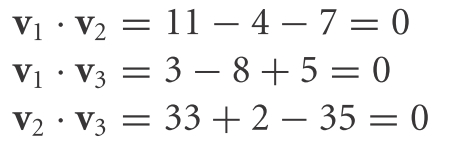 v₁ · v₂ = 11 − 4 − 7 = 0
v₁ · v₃ = 3 − 8 + 5 = 0
v₂ · v₃ = 33 + 2 − 35 = 0